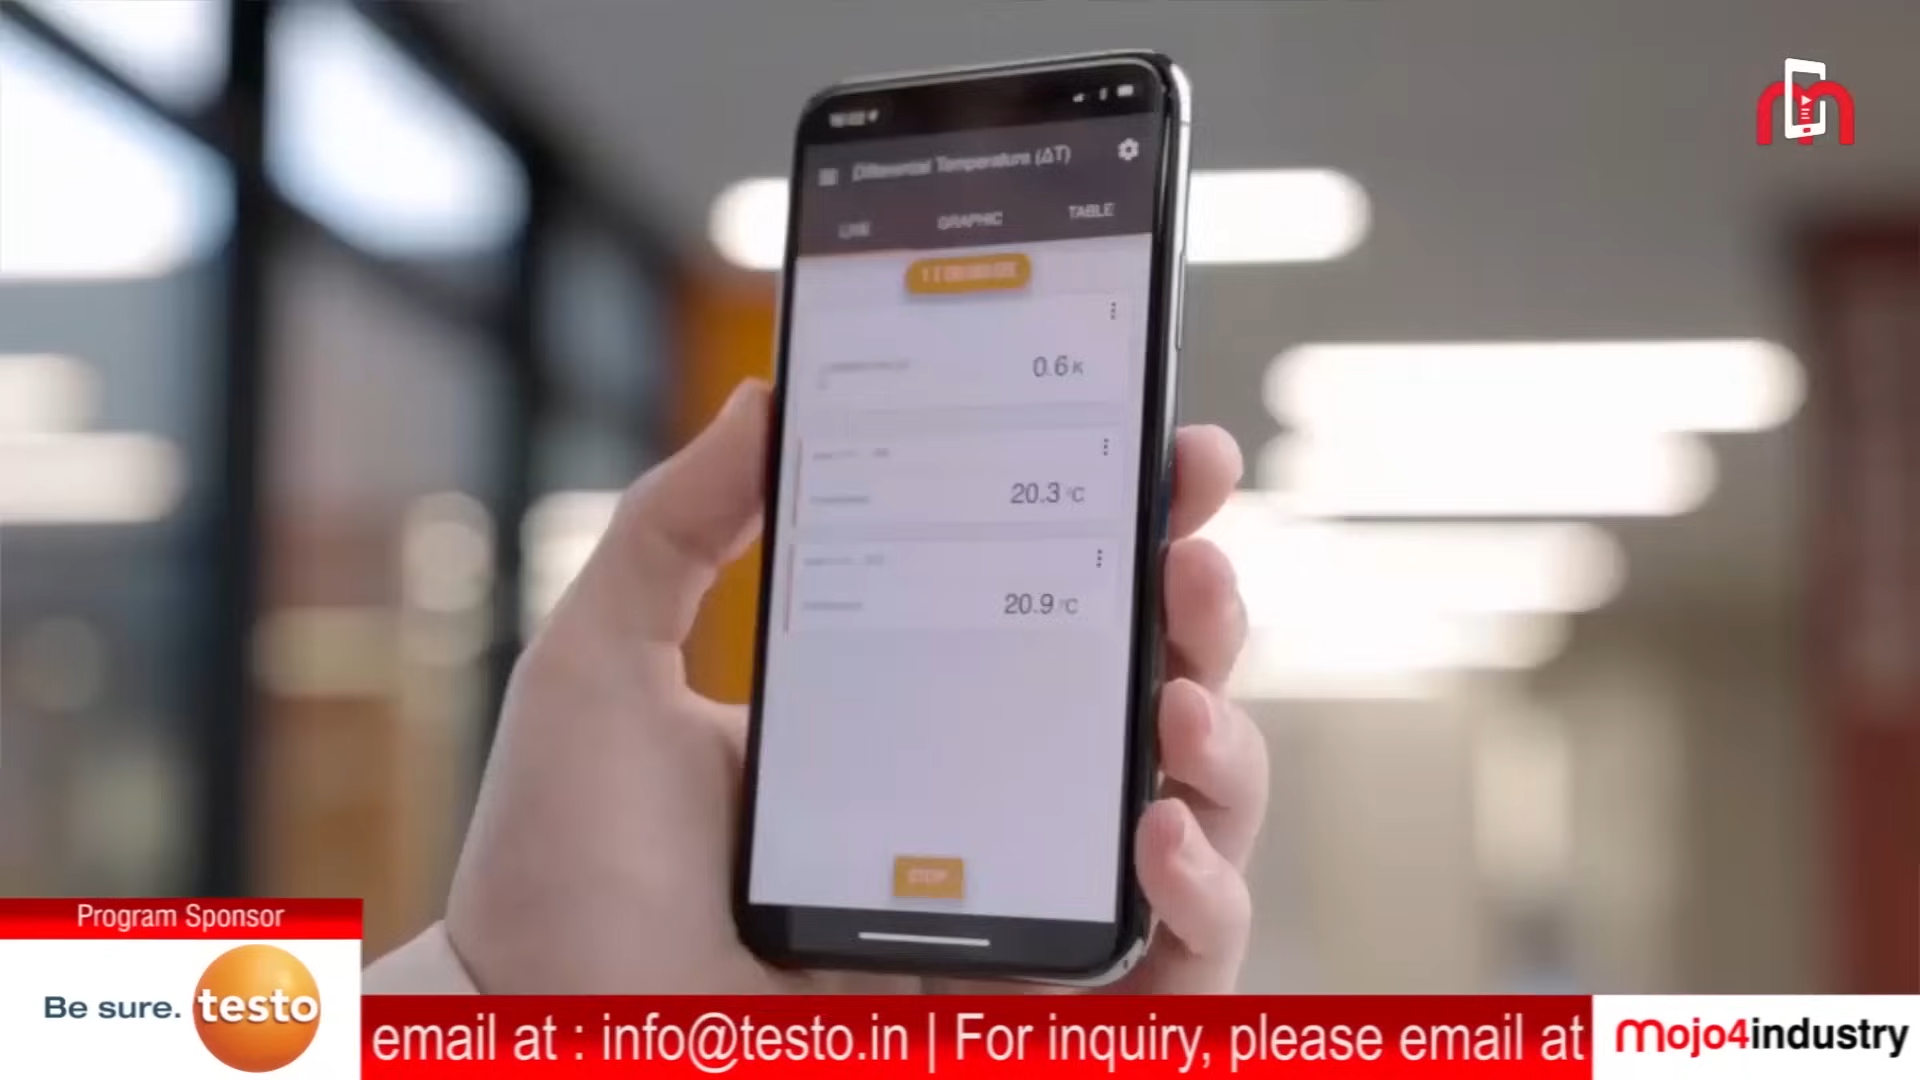 Differential Temperature (ΔT)
LIVE GRAPHIC TABLE
0.6 K
20.3 °C
20.9 °C
STOP
Program Sponsor
Be sure. testo
email at : info@testo.in | For inquiry, please email at
mojo4industry